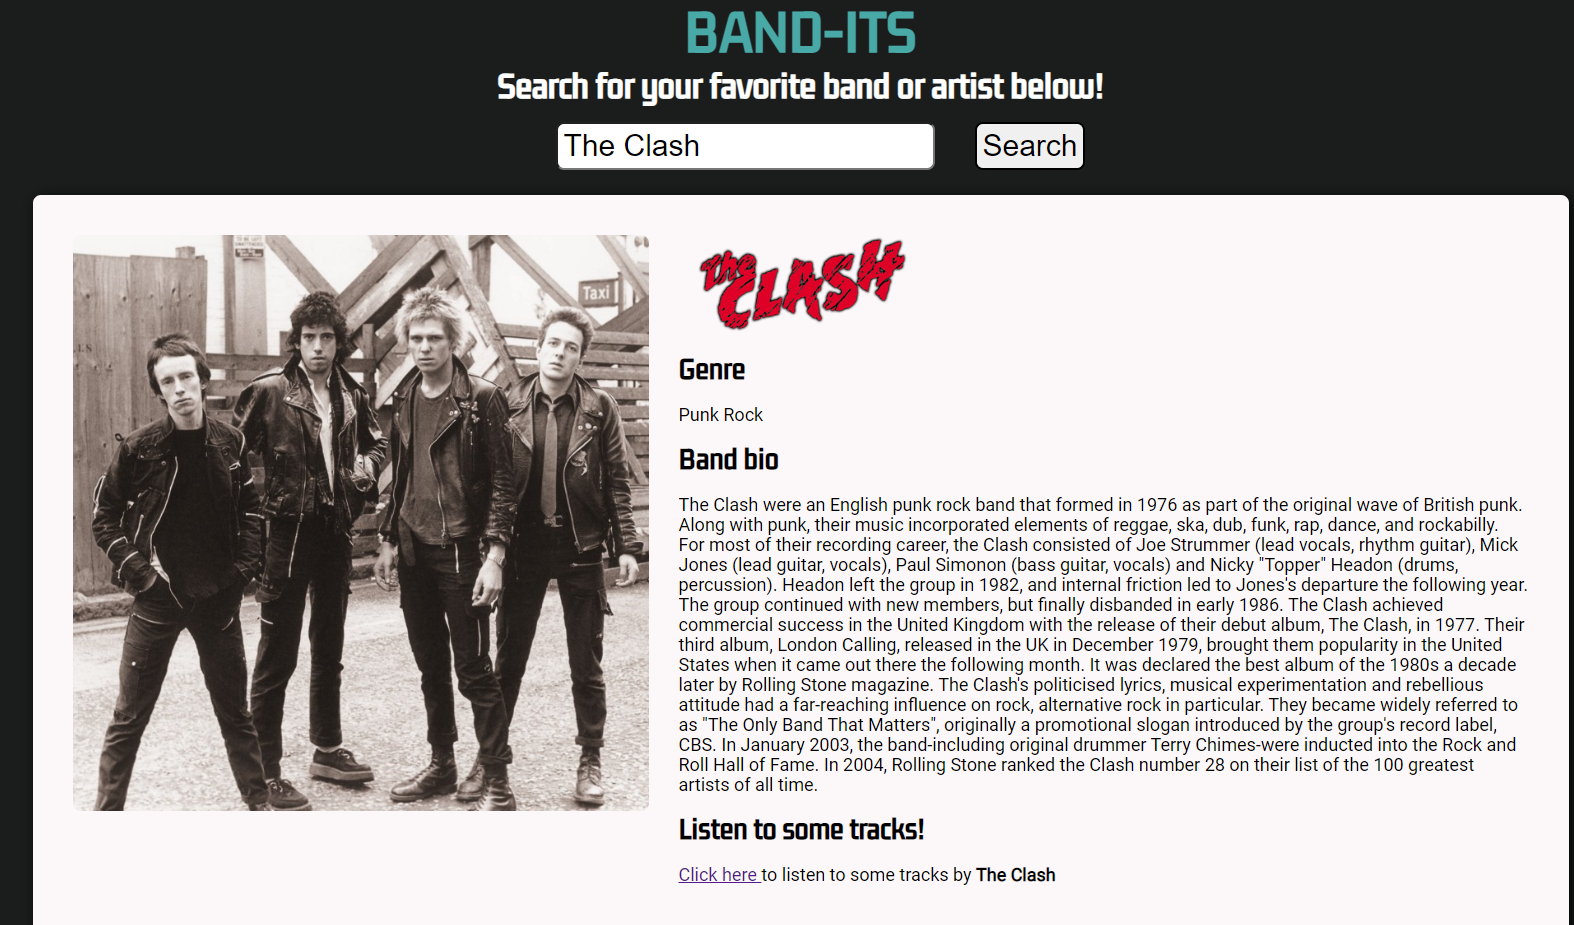 BAND-ITS
Search for your favorite band or artist below!
The Clash
Search
Taxi
The CLASH
Genre
Punk Rock
Band bio
The Clash were an English punk rock band that formed in 1976 as part of the original wave of British punk.
Along with punk, their music incorporated elements of reggae, ska, dub, funk, rap, dance, and rockabilly.
For most of their recording career, the Clash consisted of Joe Strummer (lead vocals, rhythm guitar), Mick
Jones (lead guitar, vocals), Paul Simonon (bass guitar, vocals) and Nicky "Topper" Headon (drums,
percussion). Headon left the group in 1982, and internal friction led to Jones's departure the following year.
The group continued with new members, but finally disbanded in early 1986. The Clash achieved
commercial success in the United Kingdom with the release of their debut album, The Clash, in 1977. Their
third album, London Calling, released in the UK in December 1979, brought them popularity in the United
States when it came out there the following month. It was declared the best album of the 1980s a decade
later by Rolling Stone magazine. The Clash's politicised lyrics, musical experimentation and rebellious
attitude had a far-reaching influence on rock, alternative rock in particular. They became widely referred to
as "The Only Band That Matters", originally a promotional slogan introduced by the group's record label,
CBS. In January 2003, the band-including original drummer Terry Chimes-were inducted into the Rock and
Roll Hall of Fame. In 2004, Rolling Stone ranked the Clash number 28 on their list of the 100 greatest
artists of all time.
Listen to some tracks!
Click here to listen to some tracks by The Clash